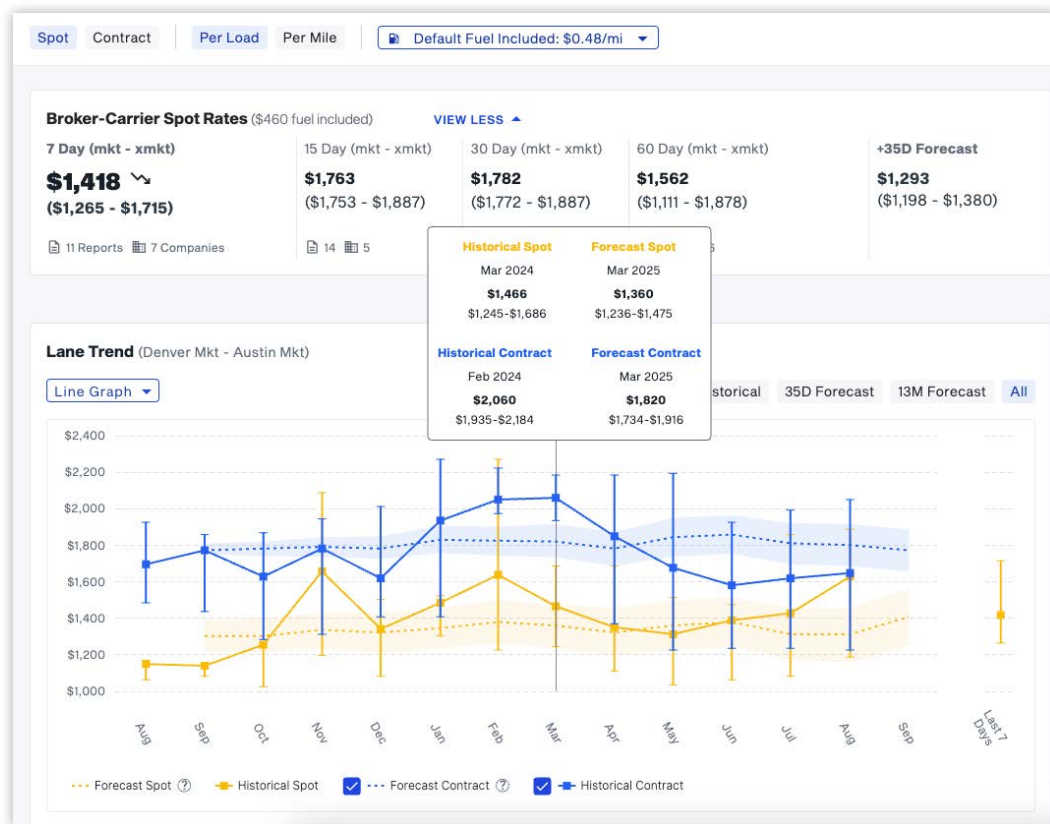 Spot Contract Per Load Per Mile Default Fuel Included: $0.48/mi
Broker-Carrier Spot Rates ($460 fuel included) VIEW LESS
7 Day (mkt - xmkt) 15 Day (mkt - xmkt) 30 Day (mkt - xmkt) 60 Day (mkt - xmkt) +35D Forecast
$1,418 $1,763 $1,782 $1,562 $1,293
($1,265 - $1,715) ($1,753 - $1,887) ($1,772 - $1,887) ($1,111 - $1,878) ($1,198 - $1,380)
11 Reports 7 Companies 14 5
Historical Spot Forecast Spot
Mar 2024 Mar 2025
$1,466 $1,360
$1,245-$1,686 $1,236-$1,475
Historical Contract Forecast Contract
Feb 2024 Mar 2025
$2,060 $1,820
$1,935-$2,184 $1,734-$1,916
Lane Trend (Denver Mkt - Austin Mkt)
Line Graph storical 35D Forecast 13M Forecast All
$2,400
$2,200
$2,000
$1,800
$1,600
$1,400
$1,200
$1,000
Aug Sep Oct Nov Dec Jan Feb Mar Apr May Jun Jul Aug Sep Last 7 Days
Forecast Spot ? Historical Spot Forecast Contract ? Historical Contract